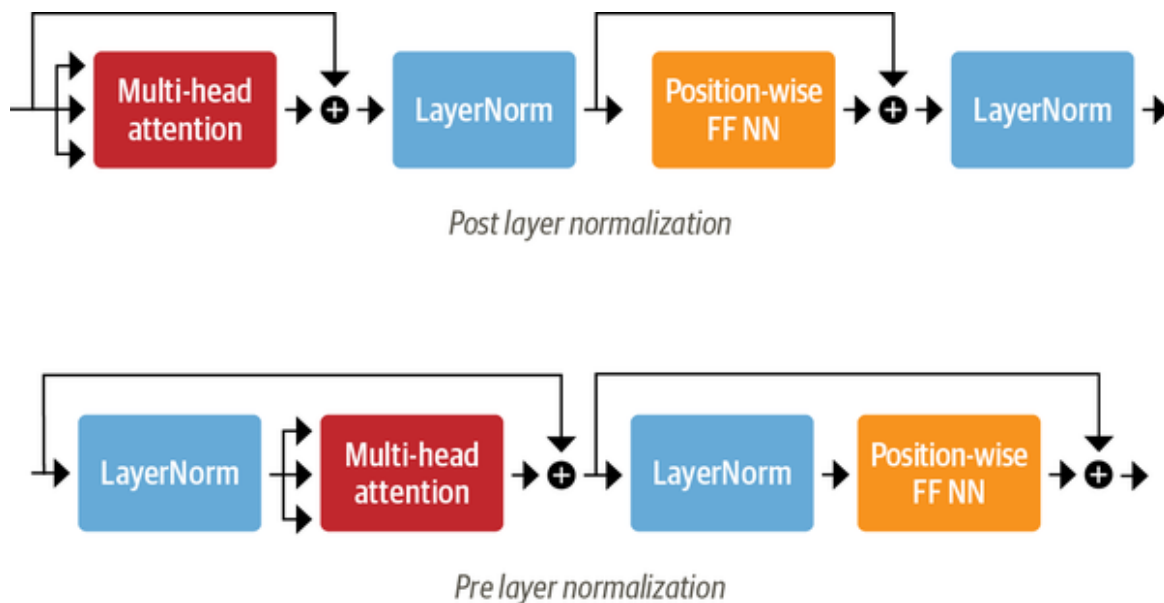 Multi-head
attention
LayerNorm
Position-wise
FF NN
LayerNorm
Post layer normalization
LayerNorm
Multi-head
attention
LayerNorm
Position-wise
FF NN
Pre layer normalization